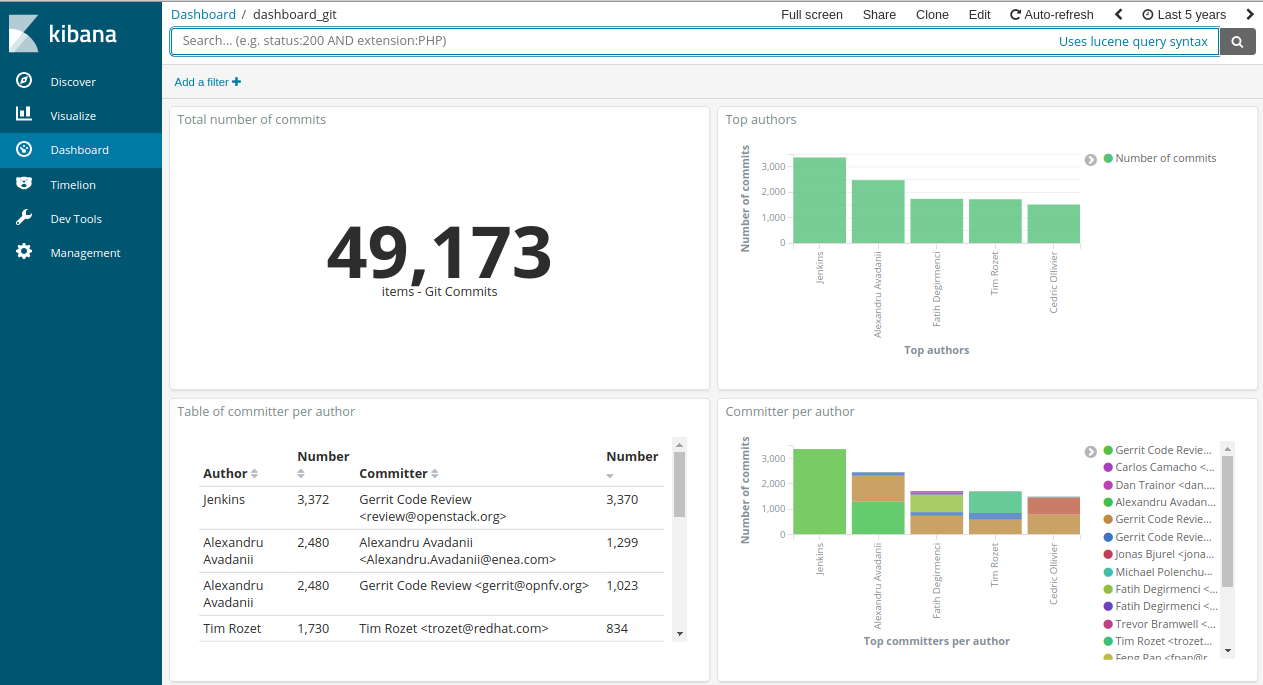 kibana
Discover
Visualize
Dashboard
Timelion
Dev Tools
Management
Dashboard / dashboard_git
Full screen Share Clone Edit Auto-refresh Last 5 years
Search... (e.g. status:200 AND extension:PHP) Uses lucene query syntax
Add a filter
Total number of commits
49,173
items - Git Commits
Top authors
Number of commits
3,000
2,000
1,000
0
Jenkins
Alexandru Avadanii
Fatih Degirmenci
Tim Rozet
Cedric Ollivier
Top authors
Number of commits
Table of committer per author
Author Number Committer Number
Jenkins 3,372 Gerrit Code Review 3,370
<review@openstack.org>
Alexandru 2,480 Alexandru Avadanii 1,299
Avadanii <Alexandru.Avadanii@enea.com>
Alexandru 2,480 Gerrit Code Review <gerrit@opnfv.org> 1,023
Avadanii
Tim Rozet 1,730 Tim Rozet <trozet@redhat.com> 834
Committer per author
Number of commits
3,000
2,000
1,000
0
Jenkins
Alexandru Avadanii
Fatih Degirmenci
Tim Rozet
Cedric Ollivier
Top committers per author
Gerrit Code Revie...
Carlos Camacho <...
Dan Trainor <dan....
Alexandru Avadan...
Gerrit Code Revie...
Gerrit Code Revie...
Jonas Bjurel <jona...
Michael Polenchu...
Fatih Degirmenci <...
Fatih Degirmenci <...
Trevor Bramwell <...
Tim Rozet <trozet...
Feng Pan <fpan@r...